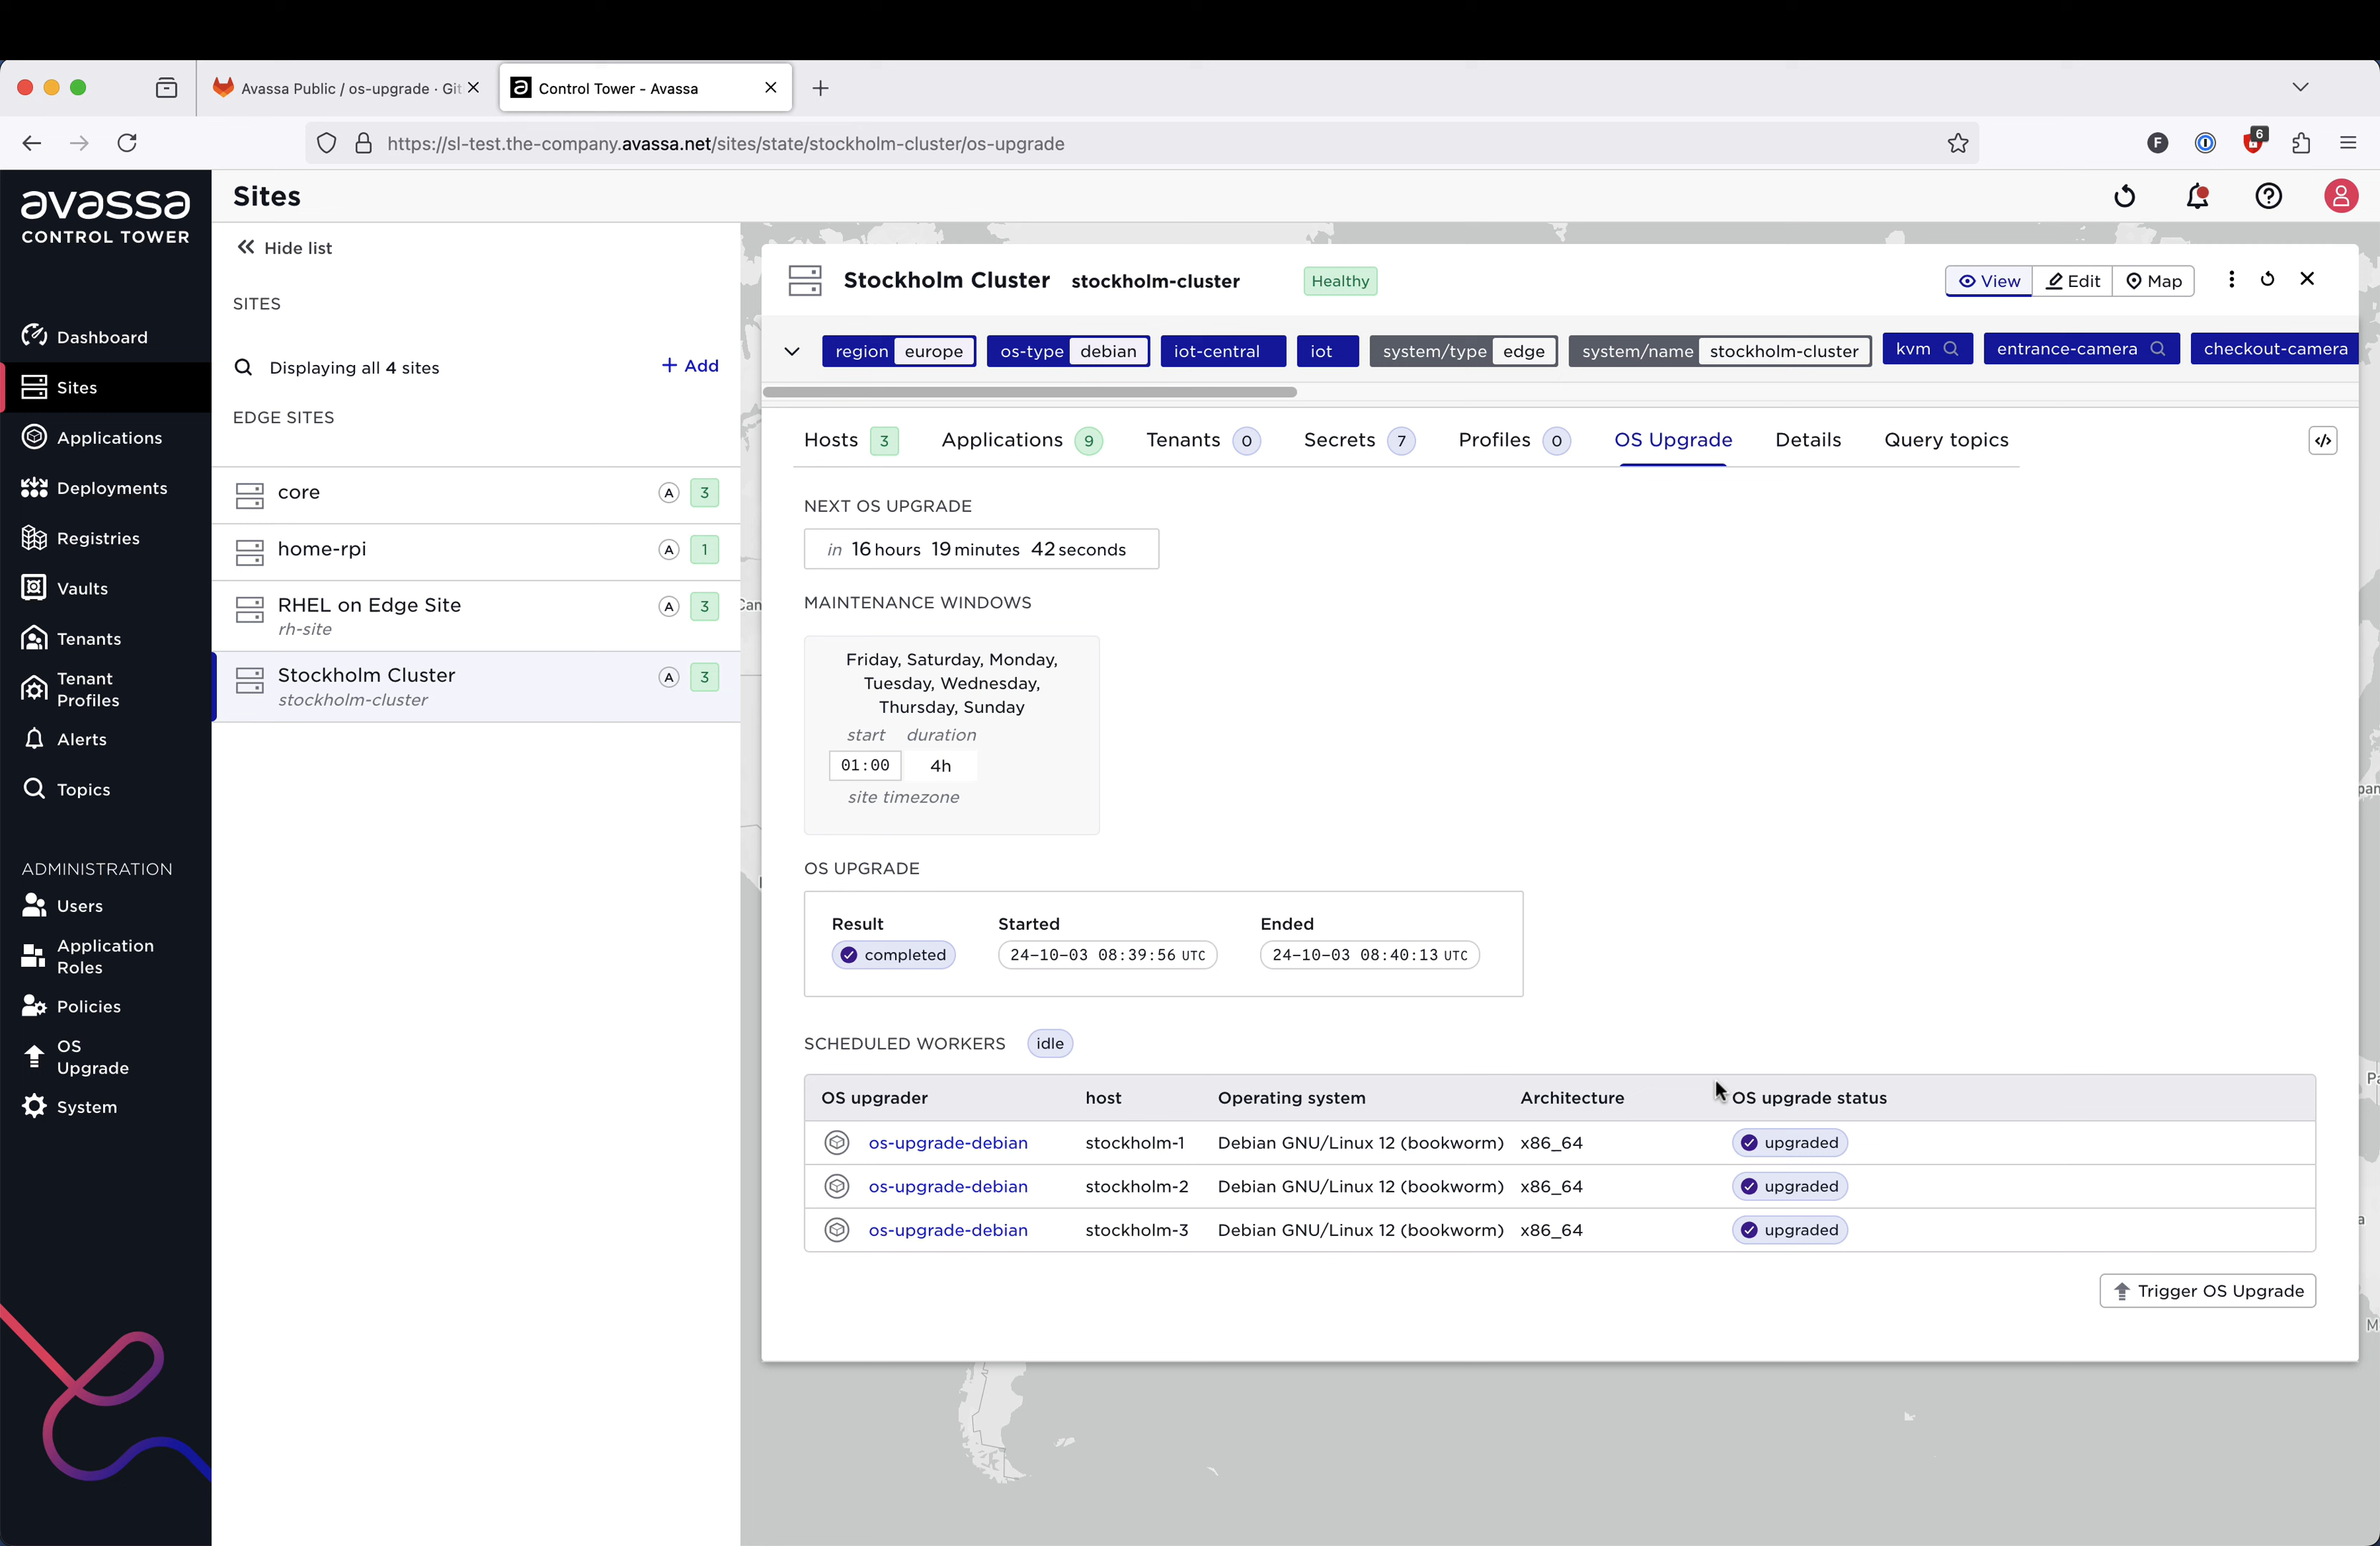 Avassa Public / os-upgrade · Git
Control Tower - Avassa
https://sl-test.the-company.avassa.net/sites/state/stockholm-cluster/os-upgrade
F
6
avassa
CONTROL TOWER
Dashboard
Sites
Applications
Deployments
Registries
Vaults
Tenants
Tenant
Profiles
Alerts
Topics
ADMINISTRATION
Users
Application
Roles
Policies
OS
Upgrade
System
Sites
Hide list
SITES
Displaying all 4 sites
+ Add
EDGE SITES
core A 3
home-rpi A 1
RHEL on Edge Site A 3
rh-site
Stockholm Cluster A 3
stockholm-cluster
Stockholm Cluster stockholm-cluster Healthy View Edit Map
region europe os-type debian iot-central iot system/type edge system/name stockholm-cluster kvm entrance-camera checkout-camera
Hosts 3 Applications 9 Tenants 0 Secrets 7 Profiles 0 OS Upgrade Details Query topics </>
NEXT OS UPGRADE
in 16 hours 19 minutes 42 seconds
MAINTENANCE WINDOWS
Friday, Saturday, Monday,
Tuesday, Wednesday,
Thursday, Sunday
start duration
01:00 4h
site timezone
OS UPGRADE
Result Started Ended
completed 24-10-03 08:39:56 UTC 24-10-03 08:40:13 UTC
SCHEDULED WORKERS idle
OS upgrader host Operating system Architecture OS upgrade status
os-upgrade-debian stockholm-1 Debian GNU/Linux 12 (bookworm) x86_64 upgraded
os-upgrade-debian stockholm-2 Debian GNU/Linux 12 (bookworm) x86_64 upgraded
os-upgrade-debian stockholm-3 Debian GNU/Linux 12 (bookworm) x86_64 upgraded
Trigger OS Upgrade